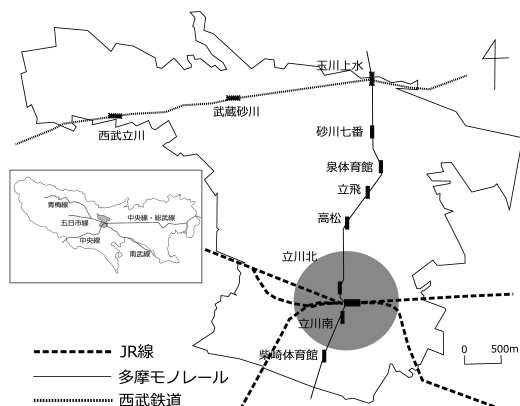 玉川上水
武蔵砂川
西武立川
砂川七番
泉体育館
立飛
高松
青梅線
五日市線
中央線・総武線
中央線
南武線
立川北
立川南
柴崎体育館
JR線
多摩モノレール
西武鉄道
0 500m
4